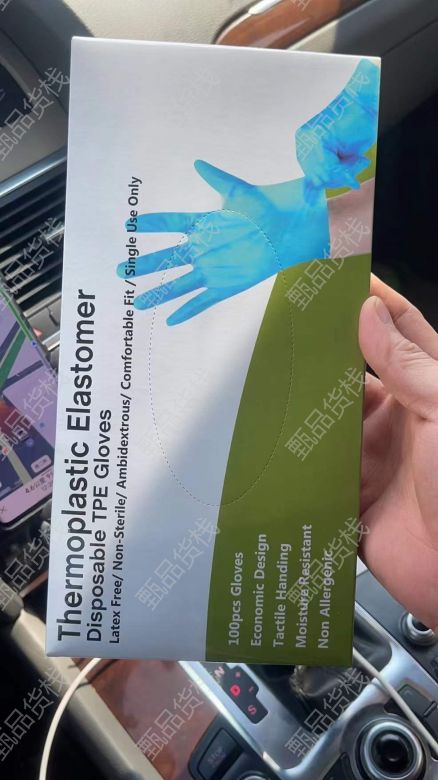 Thermoplastic Elastomer
Disposable TPE Gloves
Latex Free/ Non-Sterile/ Ambidextrous/ Comfortable Fit / Single Use Only
100pcs Gloves
Economic Design
Tactile Handing
Moisture Resistant
Non Allergenic
N
D
S
甄品货栈